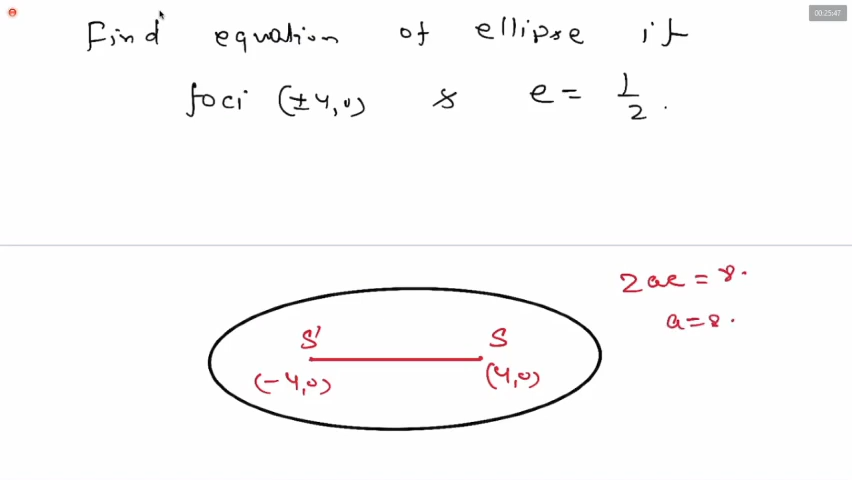 00:25:47
Find equation of ellipse if
foci (±4,0) & e = 1/2.
2ae = 8.
a = 8.
S' S
(-4,0) (4,0)